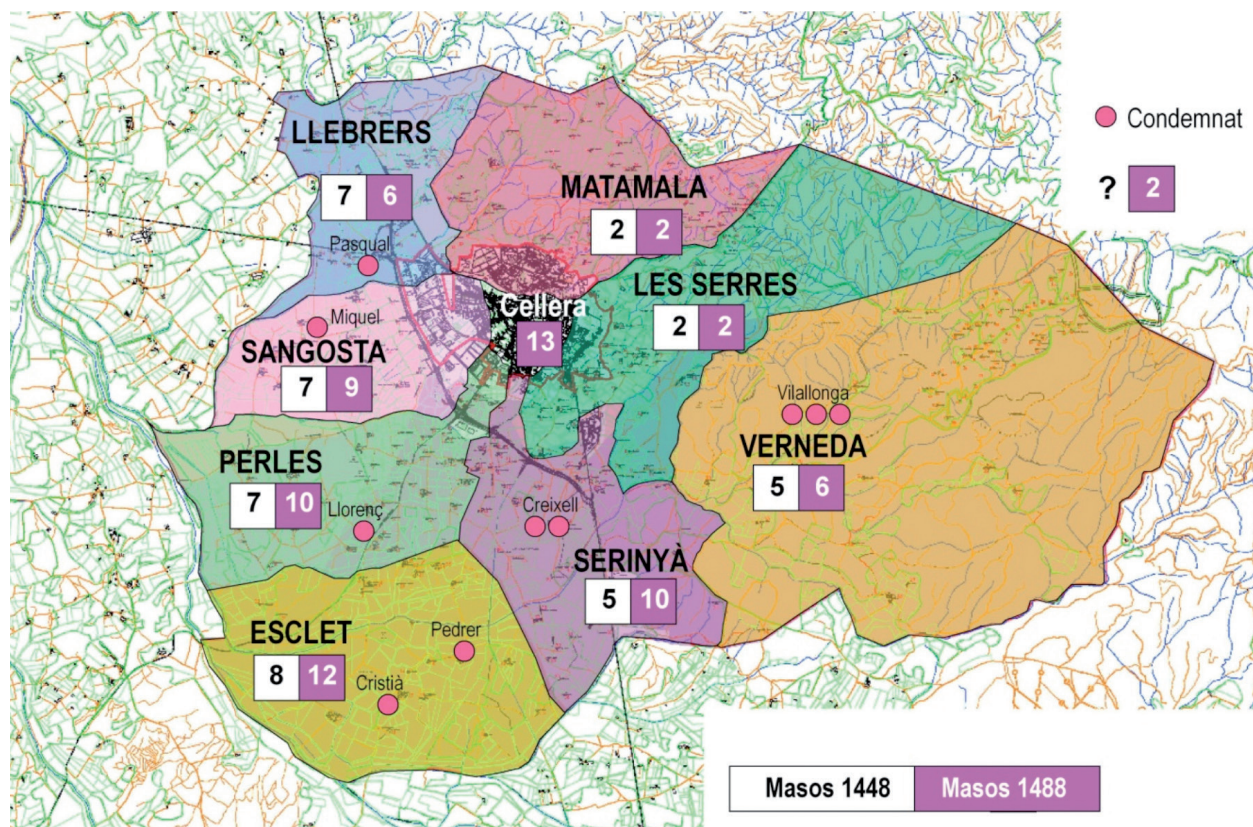 LLEBRERS
7 6
Pasqual
MATAMALA
2 2
Condemnat
? 2
Miquel
SANGOSTA
7 9
Cellera
13
LES SERRES
2 2
Vilallonga
VERNEDA
5 6
PERLES
7 10
Llorenç
Creixell
SERINYÀ
5 10
ESCLET
8 12
Pedrer
Cristià
Masos 1448 Masos 1488